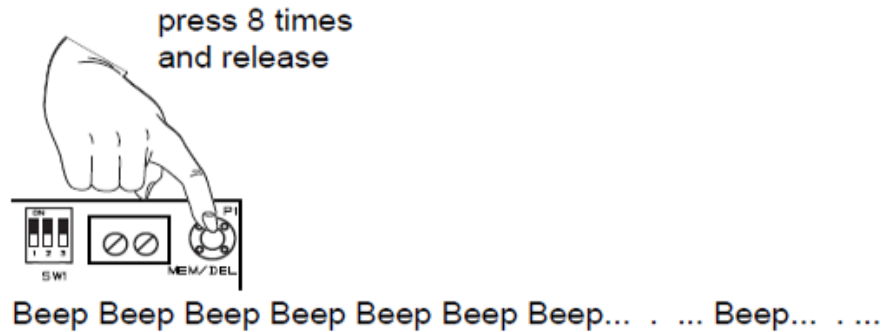 press 8 times
and release
ON
P1
1 2 3
SW1
MEM/DEL
Beep Beep Beep Beep Beep Beep Beep... . ... Beep... . ...